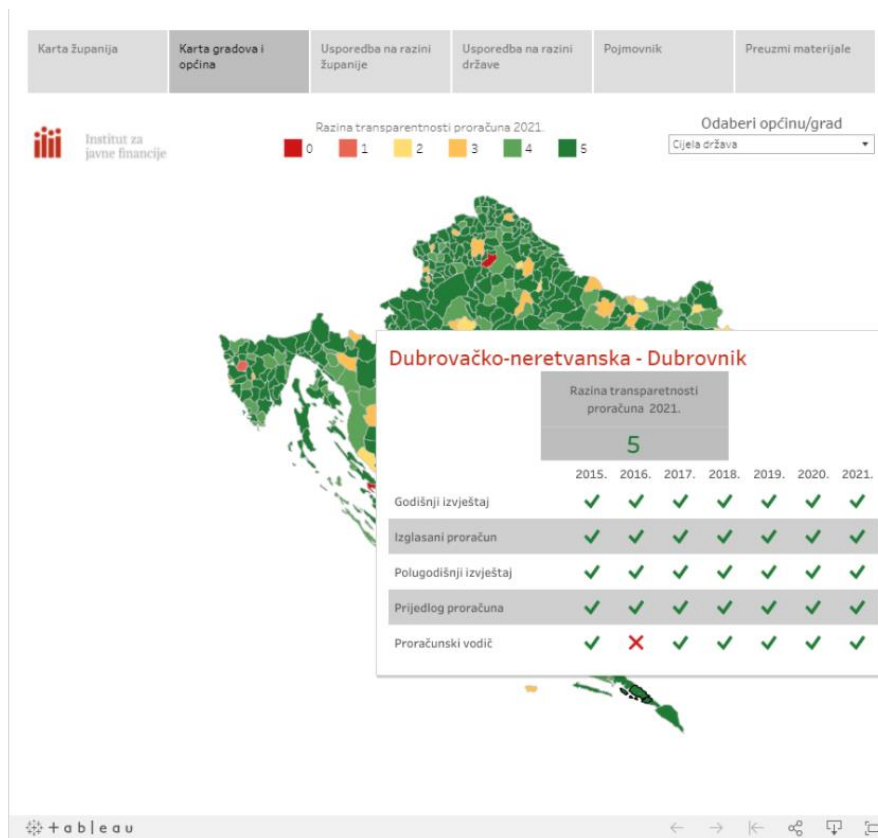 Karta županija
Karta gradova i
općina
Usporedba na razini
županije
Usporedba na razini
države
Pojmovnik
Preuzmi materijale
Institut za
javne financije
Razina transparentnosti proračuna 2021.
0 1 2 3 4 5
Odaberi općinu/grad
Cijela država
Dubrovačko-neretvanska - Dubrovnik
Razina transparetnosti
proračuna 2021.
5
2015. 2016. 2017. 2018. 2019. 2020. 2021.
Godišnji izvještaj
Izglasani proračun
Polugodišnji izvještaj
Prijedlog proračuna
Proračunski vodič
+ a b | e a u